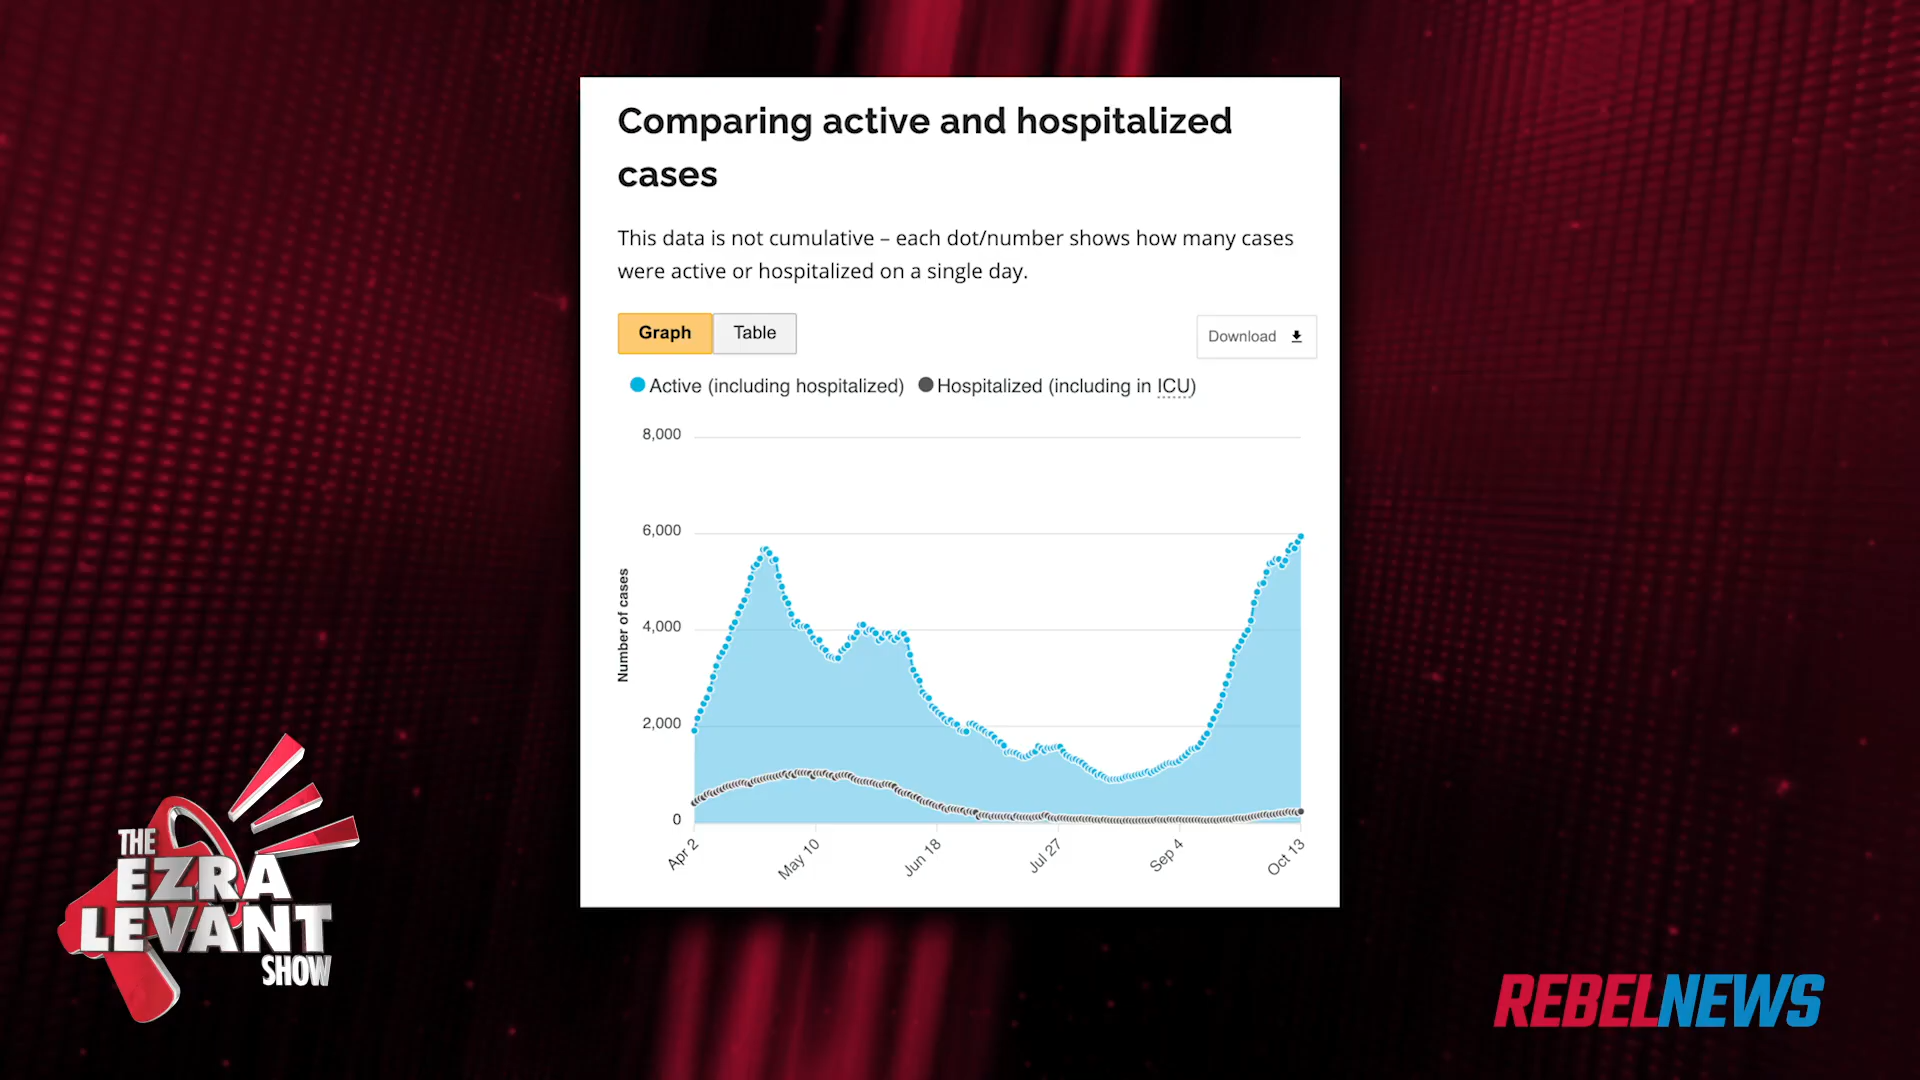 Comparing active and hospitalized
cases
This data is not cumulative – each dot/number shows how many cases
were active or hospitalized on a single day.
Graph Table Download
Active (including hospitalized) Hospitalized (including in ICU)
8,000
6,000
4,000
2,000
0
Number of cases
Apr 2 May 10 Jun 18 Jul 27 Sep 4 Oct 13
THE
EZRA
LEVANT
SHOW
REBELNEWS